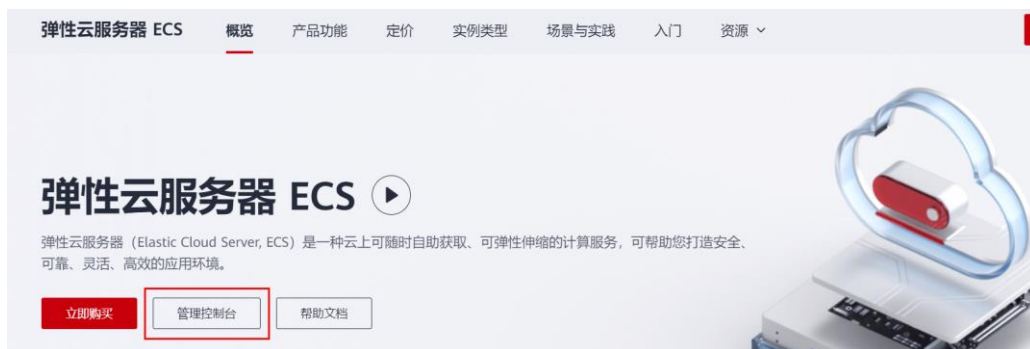 弹性云服务器 ECS 概览 产品功能 定价 实例类型 场景与实践 入门 资源
弹性云服务器 ECS
弹性云服务器（Elastic Cloud Server, ECS）是一种云上可随时自助获取、可弹性伸缩的计算服务，可帮助您打造安全、
可靠、灵活、高效的应用环境。
立即购买 管理控制台 帮助文档